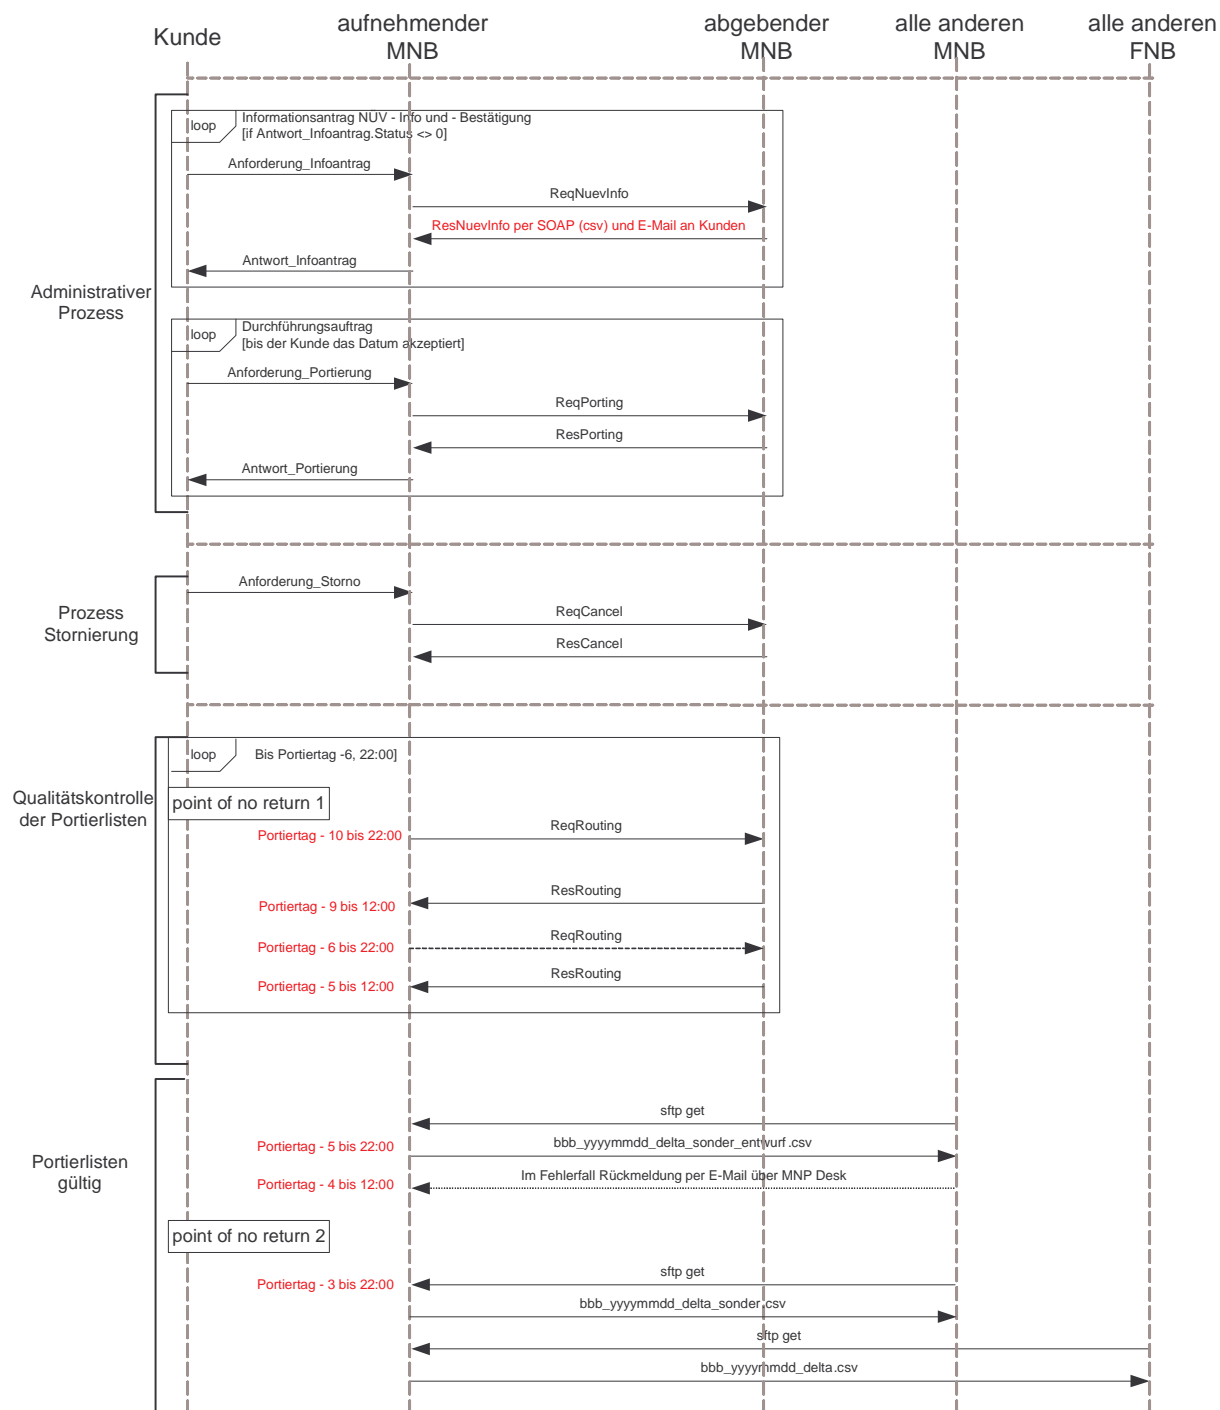 Kunde
aufnehmender
MNB
abgebender
MNB
alle anderen
MNB
alle anderen
FNB
loop
Informationsantrag NÜV - Info und - Bestätigung
[if Antwort_Infoantrag.Status <> 0]
Anforderung_Infoantrag
ReqNuevInfo
ResNuevInfo per SOAP (csv) und E-Mail an Kunden
Antwort_Infoantrag
Administrativer
Prozess
loop
Durchführungsauftrag
[bis der Kunde das Datum akzeptiert]
Anforderung_Portierung
ReqPorting
ResPorting
Antwort_Portierung
Prozess
Stornierung
Anforderung_Storno
ReqCancel
ResCancel
loop
Bis Portiertag -6, 22:00]
Qualitätskontrolle
der Portierlisten
point of no return 1
Portiertag - 10 bis 22:00
ReqRouting
ResRouting
Portiertag - 9 bis 12:00
ReqRouting
Portiertag - 6 bis 22:00
ResRouting
Portiertag - 5 bis 12:00
Portierlisten
gültig
sftp get
Portiertag - 5 bis 22:00
bbb_yyyymmdd_delta_sonder_entwurf.csv
Im Fehlerfall Rückmeldung per E-Mail über MNP Desk
Portiertag - 4 bis 12:00
point of no return 2
sftp get
Portiertag - 3 bis 22:00
bbb_yyyymmdd_delta_sonder.csv
sftp get
bbb_yyyymmdd_delta.csv